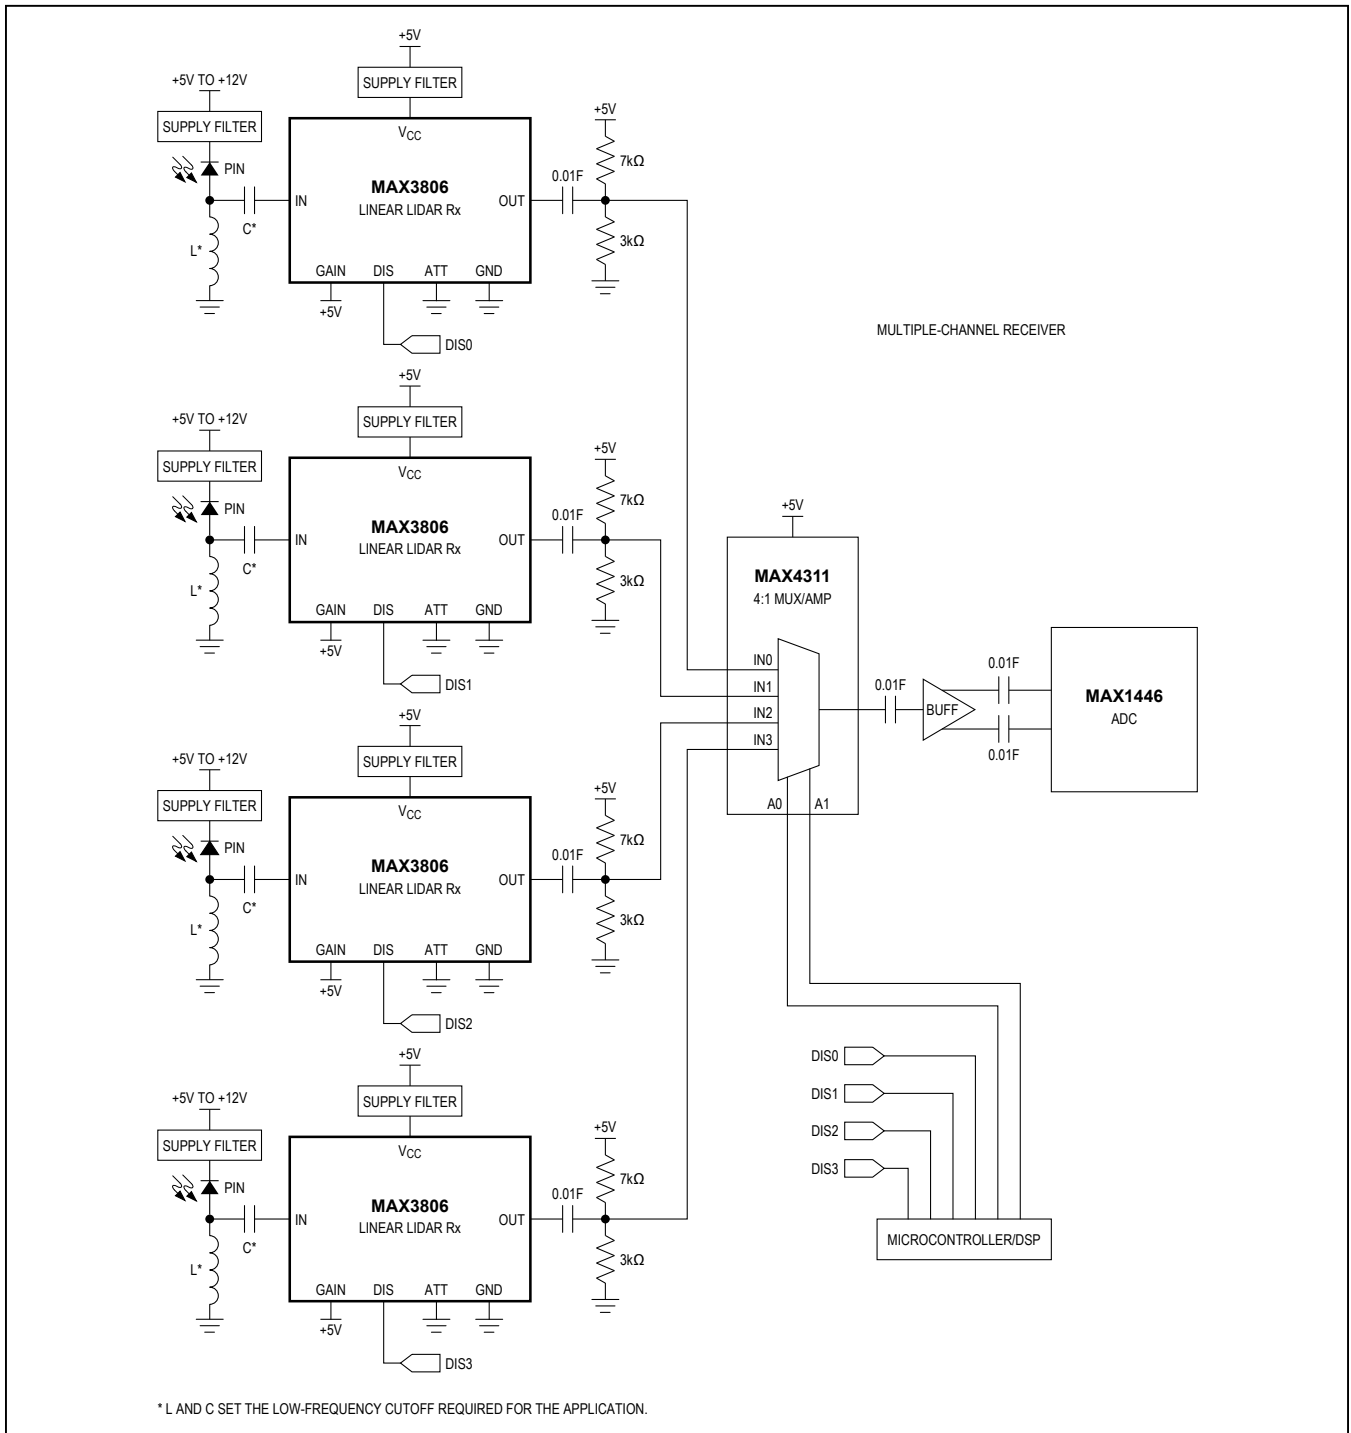 +5V
SUPPLY FILTER
+5V TO +12V
SUPPLY FILTER
PIN
C*
L*
VCC
MAX3806
LINEAR LIDAR Rx
IN
OUT
GAIN DIS ATT GND
+5V
DIS0
0.01F
+5V
7kΩ
3kΩ
MULTIPLE-CHANNEL RECEIVER
+5V
SUPPLY FILTER
+5V TO +12V
SUPPLY FILTER
PIN
C*
L*
VCC
MAX3806
LINEAR LIDAR Rx
IN
OUT
GAIN DIS ATT GND
+5V
DIS1
0.01F
+5V
7kΩ
3kΩ
+5V
MAX4311
4:1 MUX/AMP
IN0
IN1
IN2
IN3
A0 A1
0.01F
BUFF
0.01F
0.01F
MAX1446
ADC
+5V
SUPPLY FILTER
+5V TO +12V
SUPPLY FILTER
PIN
C*
L*
VCC
MAX3806
LINEAR LIDAR Rx
IN
OUT
GAIN DIS ATT GND
+5V
DIS2
0.01F
+5V
7kΩ
3kΩ
DIS0
DIS1
DIS2
DIS3
MICROCONTROLLER/DSP
+5V
SUPPLY FILTER
+5V TO +12V
SUPPLY FILTER
PIN
C*
L*
VCC
MAX3806
LINEAR LIDAR Rx
IN
OUT
GAIN DIS ATT GND
+5V
DIS3
0.01F
+5V
7kΩ
3kΩ
* L AND C SET THE LOW-FREQUENCY CUTOFF REQUIRED FOR THE APPLICATION.